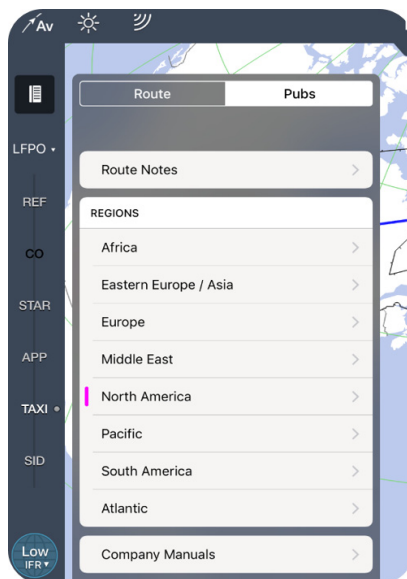 Av
Route Pubs
LFPO
Route Notes
REF
REGIONS
Africa
CO
Eastern Europe / Asia
STAR
Europe
APP
Middle East
TAXI
North America
Pacific
SID
South America
Atlantic
Low
IFR
Company Manuals